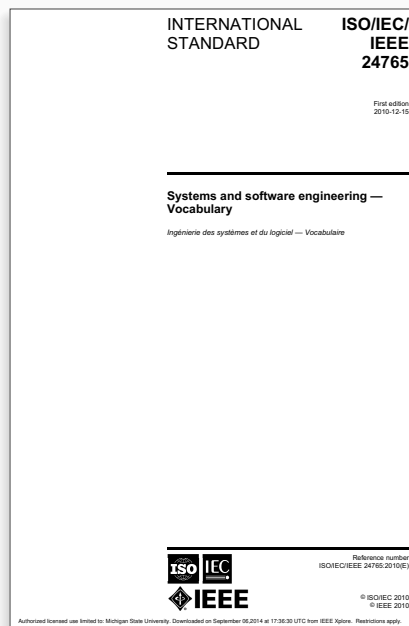 INTERNATIONAL
STANDARD
ISO/IEC/
IEEE
24765
First edition
2010-12-15
Systems and software engineering —
Vocabulary
Ingénierie des systèmes et du logiciel — Vocabulaire
ISO IEC
IEEE
Reference number
ISO/IEC/IEEE 24765:2010(E)
© ISO/IEC 2010
© IEEE 2010
Authorized licensed use limited to: Michigan State University. Downloaded on September 06,2014 at 17:36:30 UTC from IEEE Xplore. Restrictions apply.